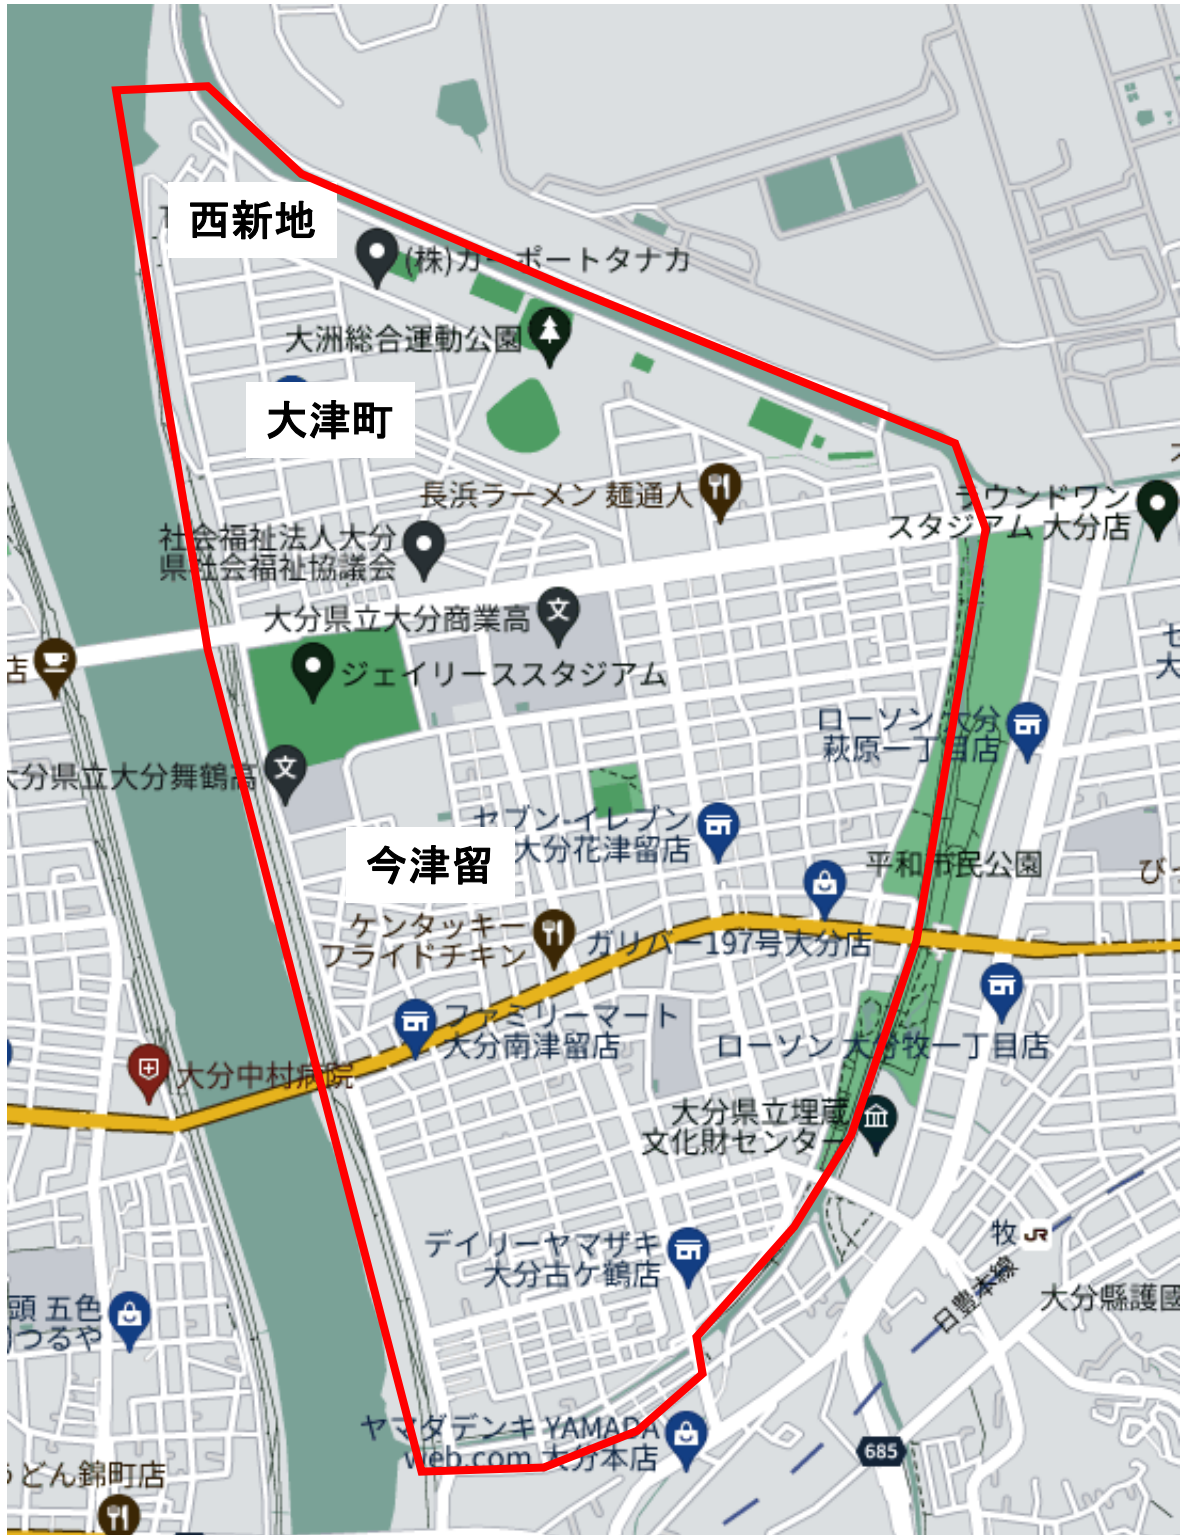 西新地
(株)カーポートタナカ
大洲総合運動公園
大津町
長浜ラーメン 麺通人
ラウンドワン
スタジアム 大分店
社会福祉法人大分
県社会福祉協議会
大分県立大分商業高
店
ジェイリーススタジアム
ローソン 大分
萩原一丁目店
大分県立大分舞鶴高
セブン-イレブン
大分花津留店
今津留
平和市民公園
ケンタッキー
フライドチキン
ガリバー197号大分店
ファミリーマート
大分南津留店
ローソン 大分牧一丁目店
大分中村病院
大分県立埋蔵
文化財センター
牧 JR
デイリーヤマザキ
大分古ケ鶴店
日豊本線
大分縣護國
頭 五色
つるや
ヤマダデンキ YAMADA
web.com 大分本店
685
うどん錦町店